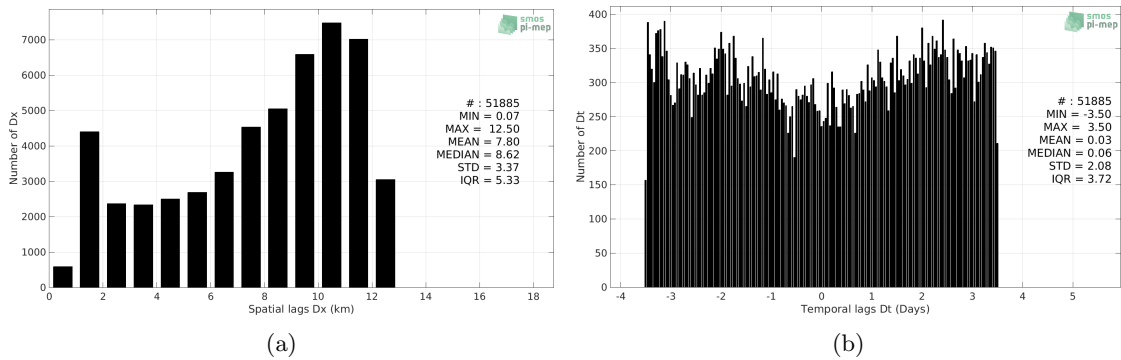 smos
pi-mep
7000
6000
5000
4000
3000
2000
1000
0
Number of Dx
# : 51885
MIN = 0.07
MAX = 12.50
MEAN = 7.80
MEDIAN = 8.62
STD = 3.37
IQR = 5.33
0 2 4 6 8 10 12 14 16 18
Spatial lags Dx (km)
(a)
smos
pi-mep
400
350
300
250
200
150
100
50
0
Number of Dt
# : 51885
MIN = -3.50
MAX = 3.50
MEAN = 0.03
MEDIAN = 0.06
STD = 2.08
IQR = 3.72
-4 -3 -2 -1 0 1 2 3 4 5
Temporal lags Dt (Days)
(b)